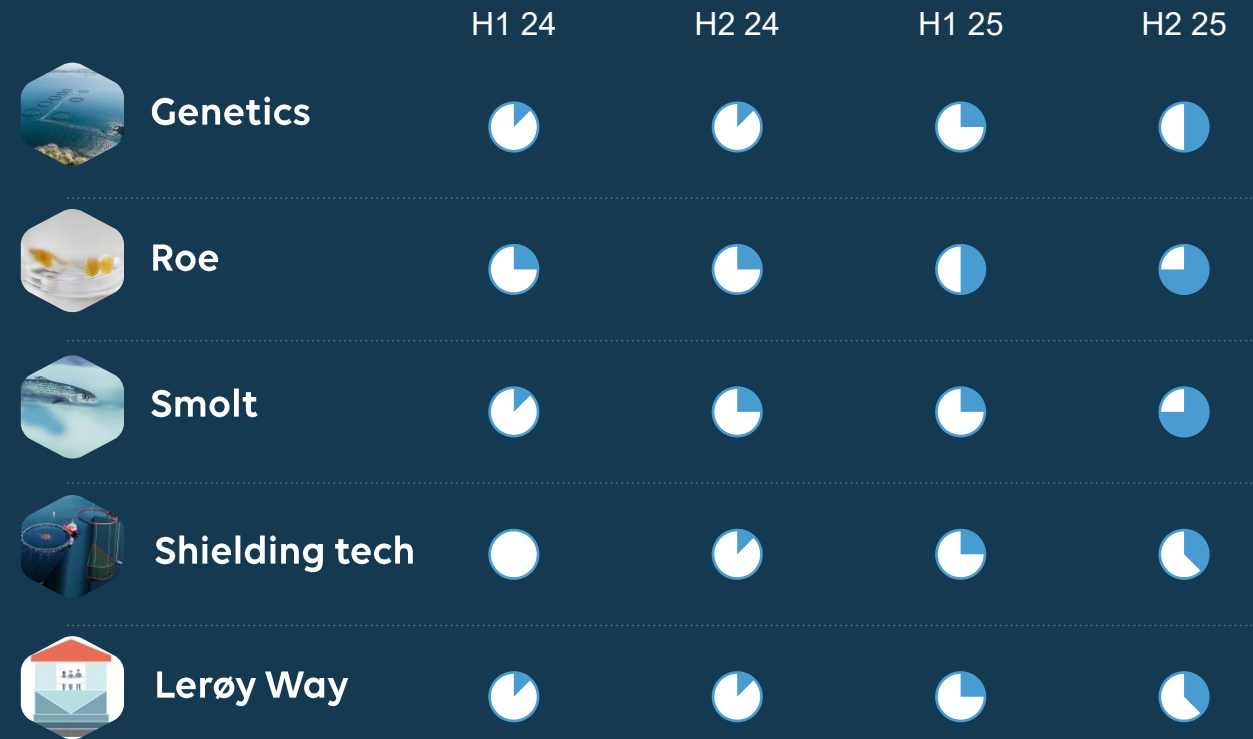 H1 24 H2 24 H1 25 H2 25
Genetics
Roe
Smolt
Shielding tech
Lerøy Way